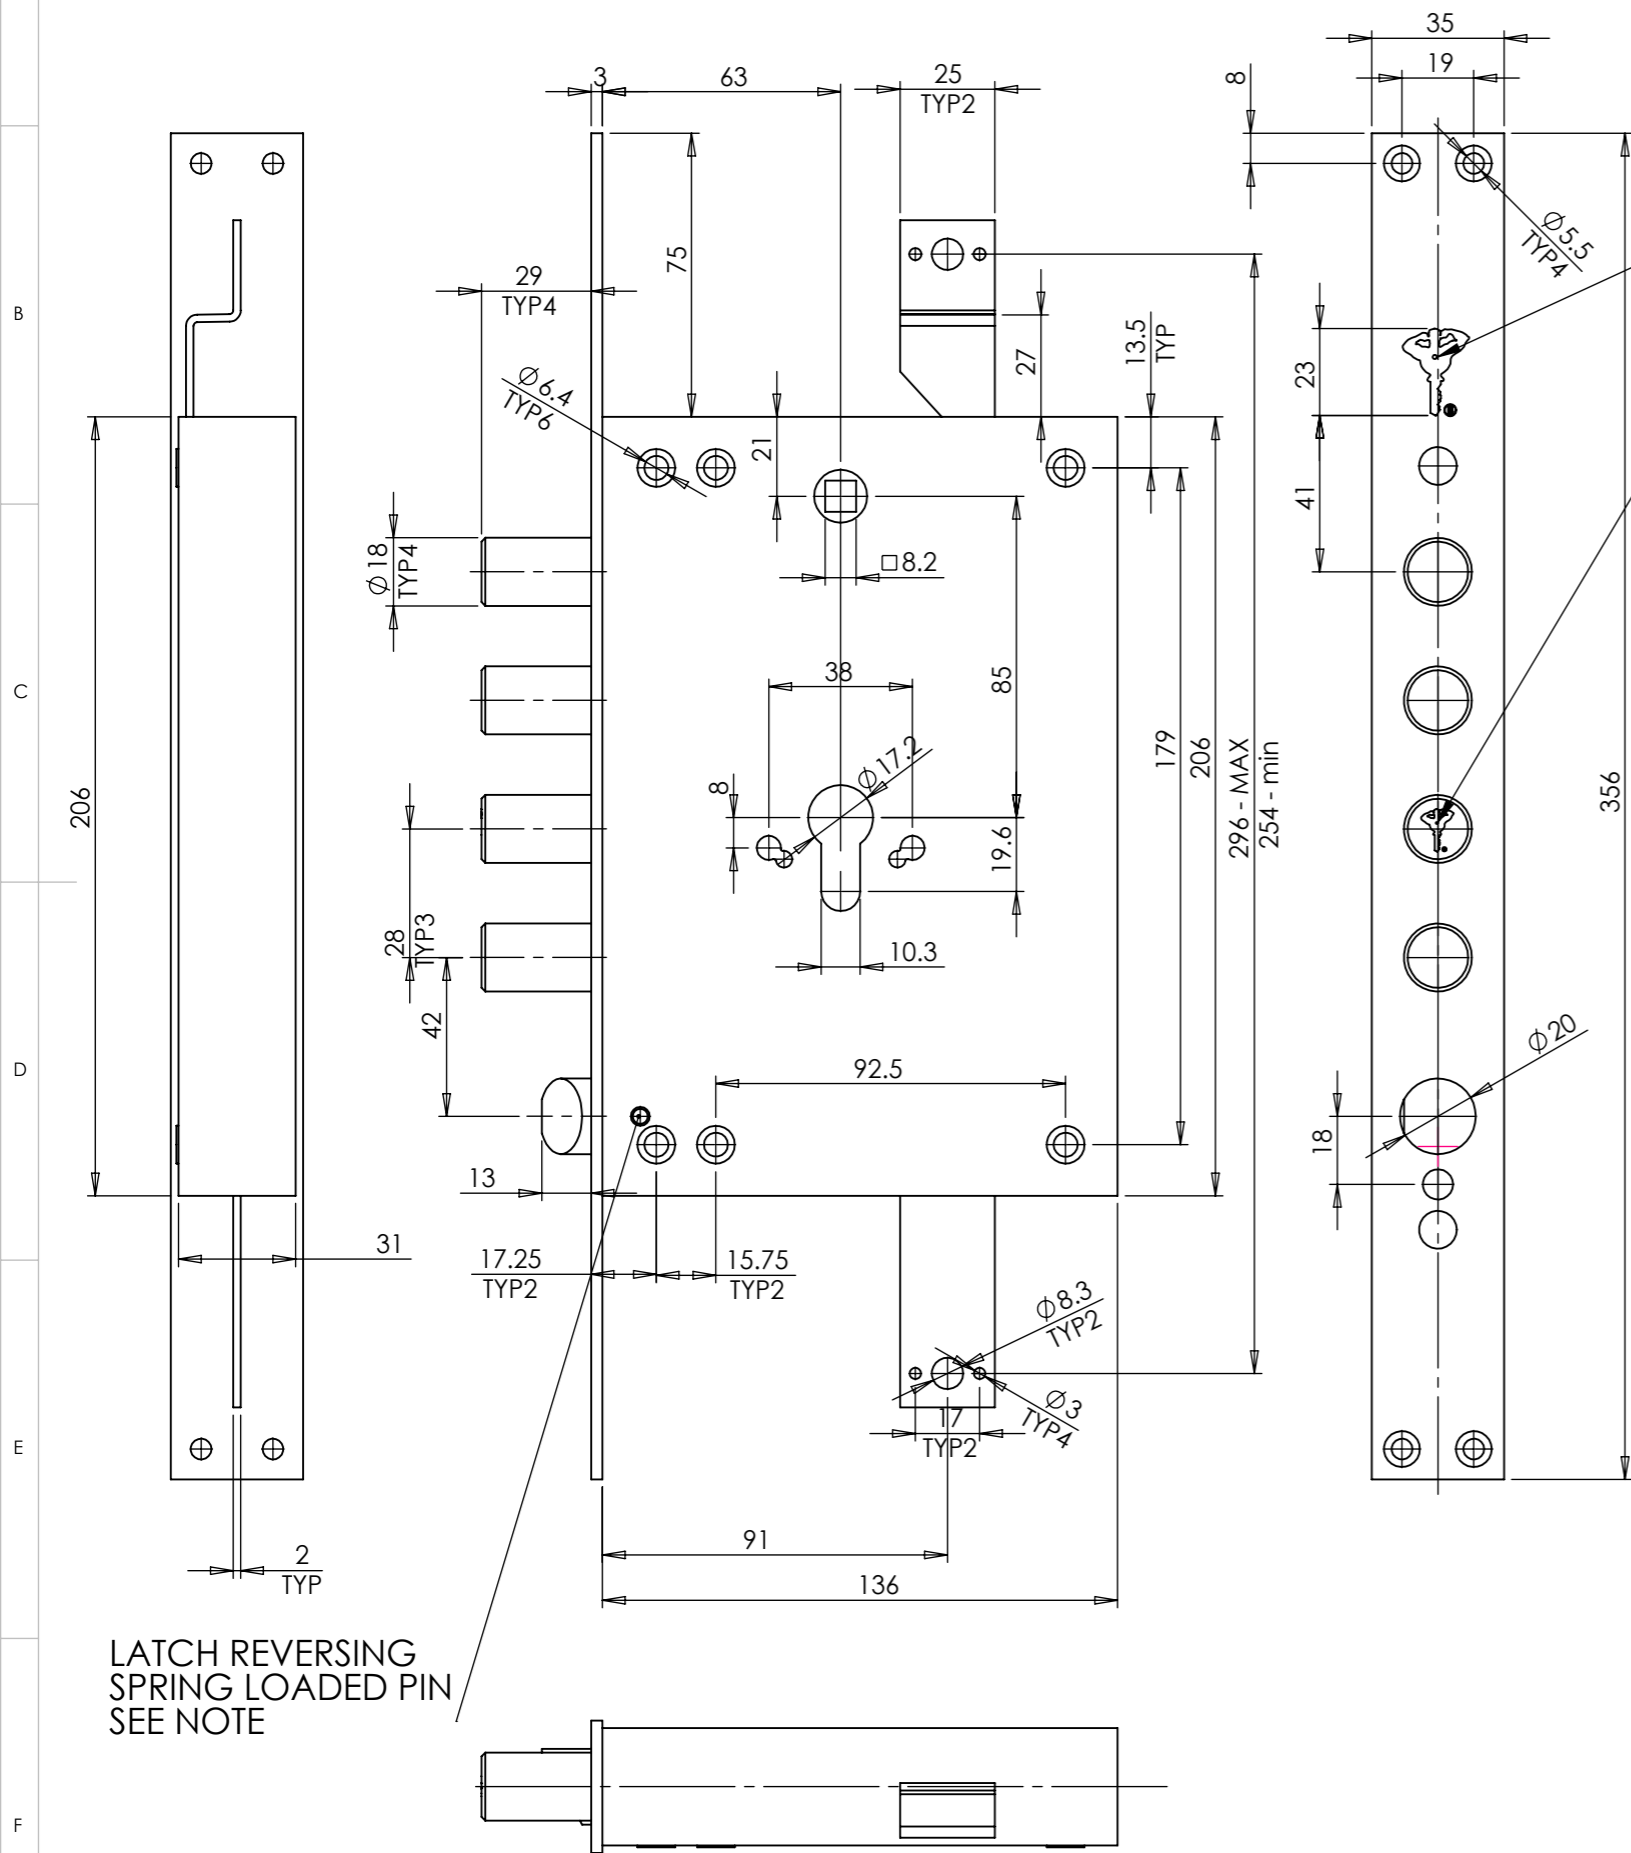 35
19
8
3
63
25
TYP2
Ø5.5
TYP4
B
29
TYP4
75
27
13.5
TYP
23
Ø6.4
TYP6
21
41
Ø18
TYP4
□8.2
C
38
85
179
206
296 - MAX
254 - min
206
356
8
Ø17.2
19.6
28
TYP3
10.3
42
D
92.5
Ø20
18
13
31
17.25
TYP2
15.75
TYP2
Ø8.3
TYP2
Ø3
TYP4
17
TYP2
E
91
2
TYP
136
LATCH REVERSING
SPRING LOADED PIN
SEE NOTE
F